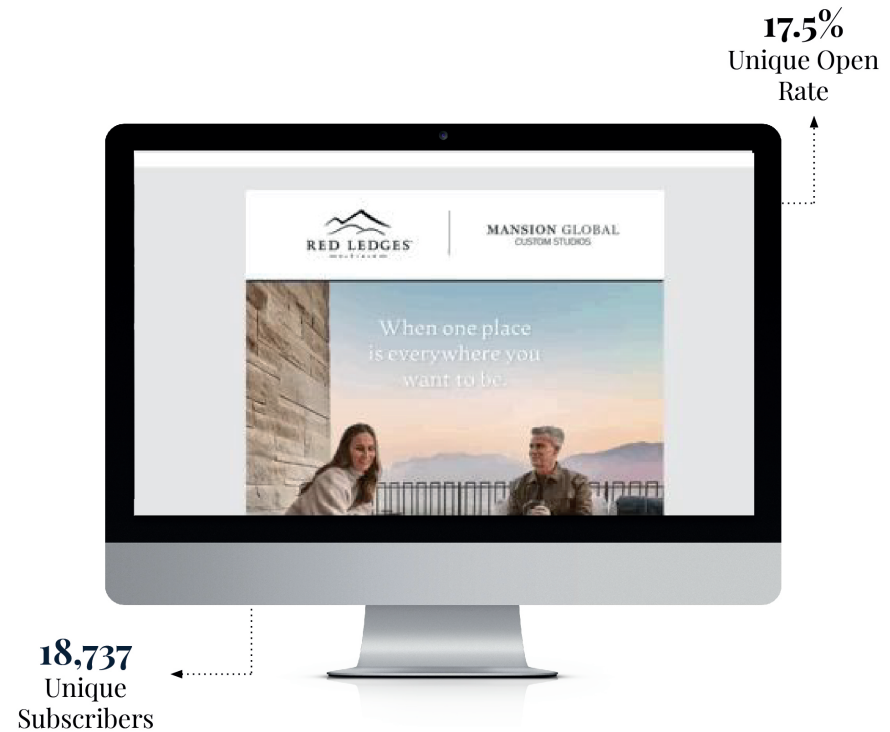 17.5%
Unique Open
Rate
RED LEDGES
MANSION GLOBAL
CUSTOM STUDIOS
When one place
is everywhere you
want to be.
18,737
Unique
Subscribers